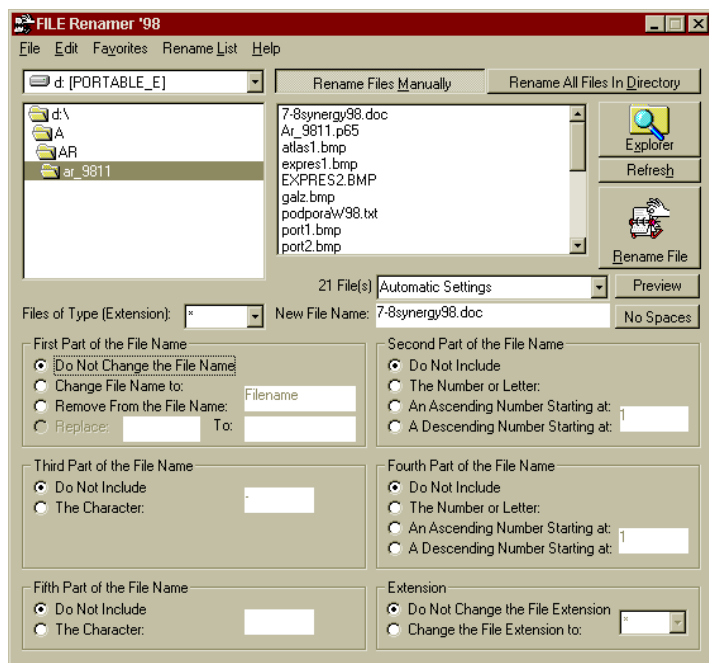 FILE Renamer '98
File Edit Favorites Rename List Help
d: [PORTABLE_E]
Rename Files Manually
Rename All Files In Directory
d:\
A
AR
ar_9811
7-8synergy98.doc
Ar_9811.p65
atlas1.bmp
expres1.bmp
EXPRES2.BMP
galz.bmp
podporaW98.txt
port1.bmp
port2.bmp
Explorer
Refresh
Rename File
21 File(s)
Automatic Settings
Preview
Files of Type (Extension): *
New File Name: 7-8synergy98.doc
No Spaces
First Part of the File Name
Do Not Change the File Name
Change File Name to:
Filename
Remove From the File Name:
Replace: To:
Second Part of the File Name
Do Not Include
The Number or Letter:
An Ascending Number Starting at:
1
A Descending Number Starting at:
Third Part of the File Name
Do Not Include
The Character:
-
Fourth Part of the File Name
Do Not Include
The Number or Letter:
An Ascending Number Starting at:
1
A Descending Number Starting at:
Fifth Part of the File Name
Do Not Include
The Character:
Extension
Do Not Change the File Extension
Change the File Extension to:
*